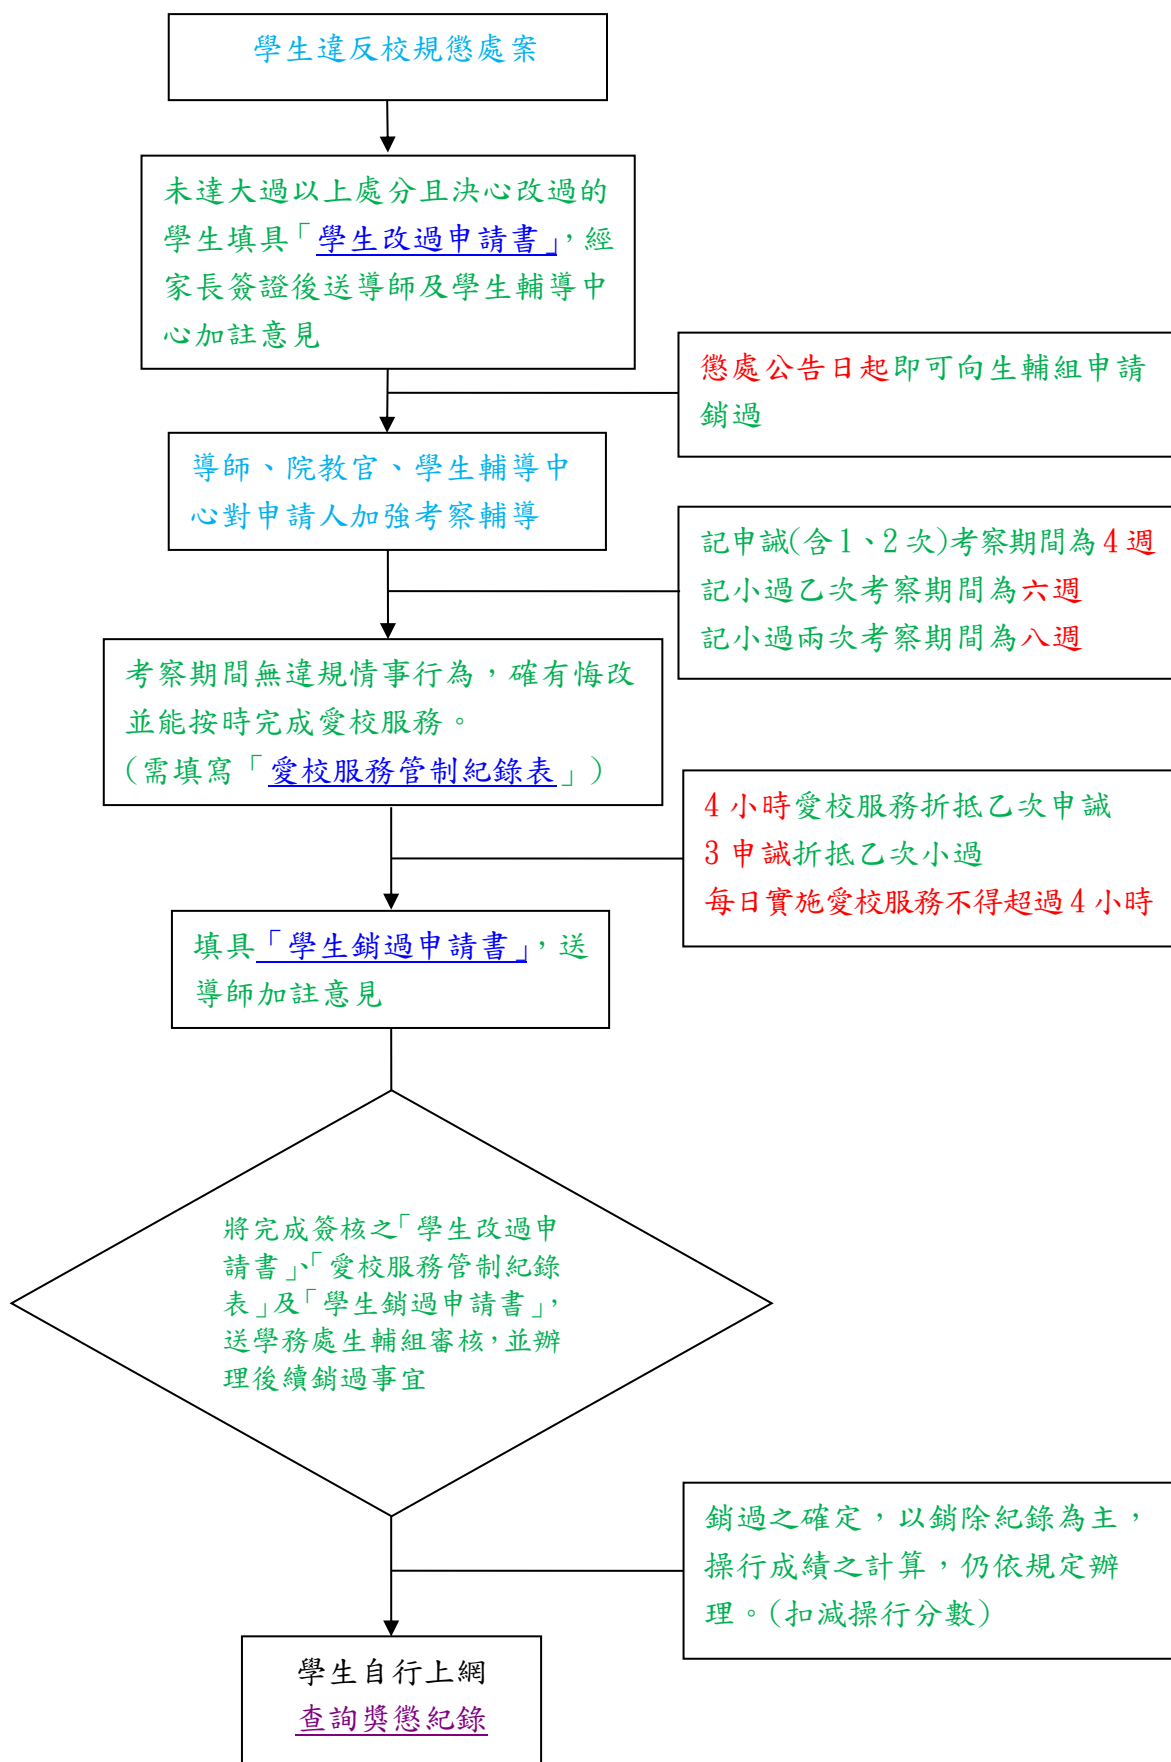 學生違反校規懲處案
未達大過以上處分且決心改過的
學生填具「學生改過申請書」,經
家長簽證後送導師及學生輔導中
心加註意見
懲處公告日起即可向生輔組申請
銷過
導師、院教官、學生輔導中
心對申請人加強考察輔導
記申誡(含1、2次)考察期間為4週
記小過乙次考察期間為六週
記小過兩次考察期間為八週
考察期間無違規情事行為,確有悔改
並能按時完成愛校服務。
(需填寫「愛校服務管制紀錄表」)
4小時愛校服務折抵乙次申誡
3申誡折抵乙次小過
每日實施愛校服務不得超過4小時
填具「學生銷過申請書」,送
導師加註意見
將完成簽核之「學生改過申
請書」、「愛校服務管制紀錄
表」及「學生銷過申請書」,
送學務處生輔組審核,並辦
理後續銷過事宜
銷過之確定,以銷除紀錄為主,
操行成績之計算,仍依規定辦
理。(扣減操行分數)
學生自行上網
查詢獎懲紀錄